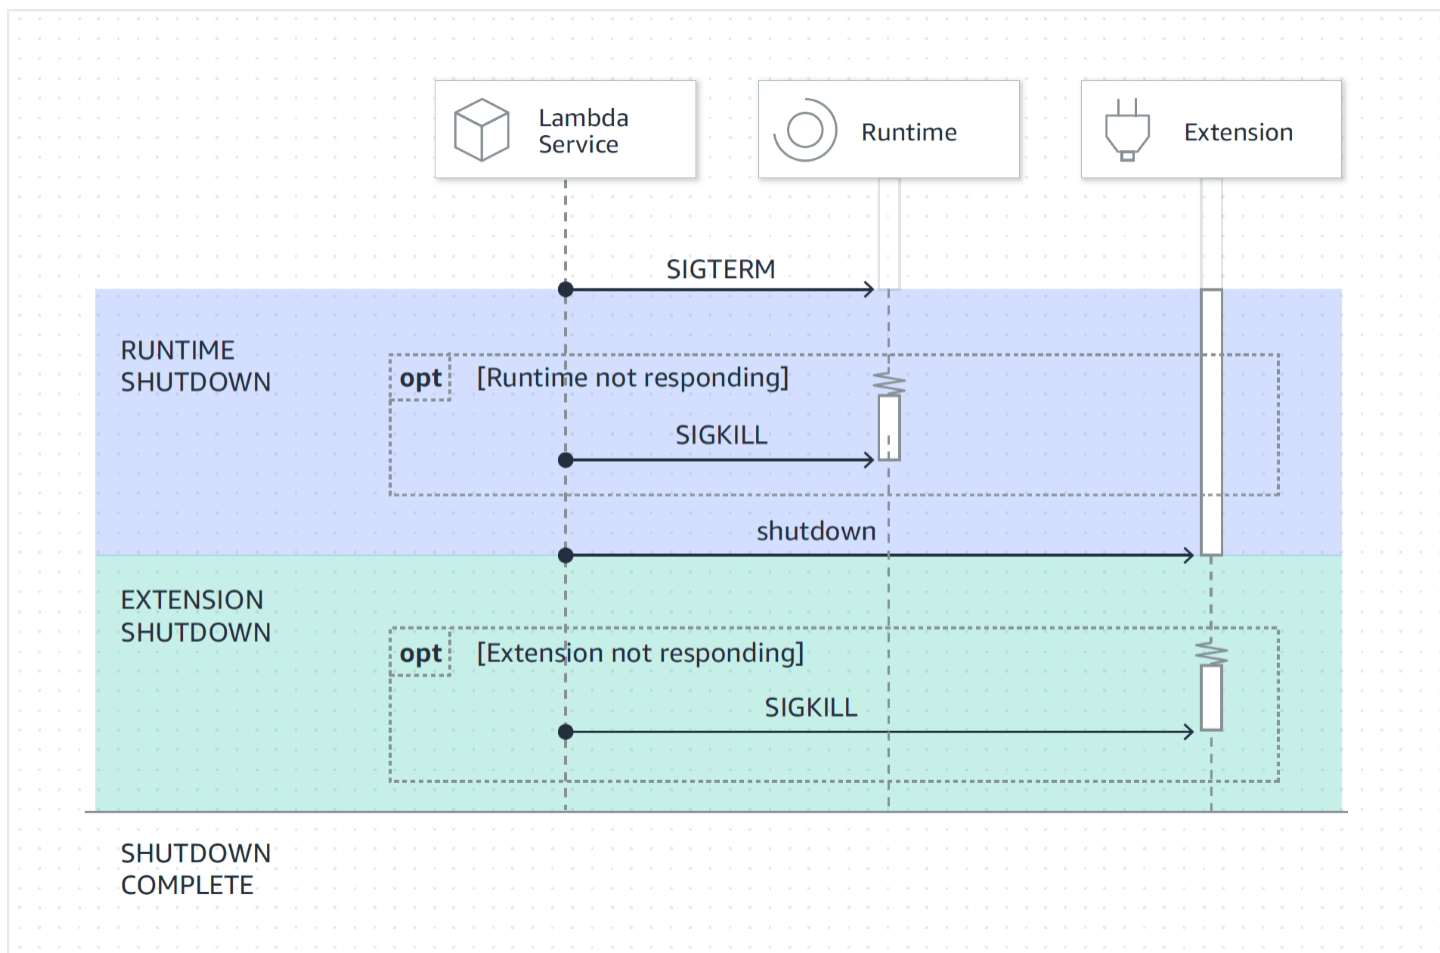 Lambda
Service
Runtime
Extension
SIGTERM
RUNTIME
SHUTDOWN
opt
[Runtime not responding]
SIGKILL
shutdown
EXTENSION
SHUTDOWN
opt
[Extension not responding]
SIGKILL
SHUTDOWN
COMPLETE